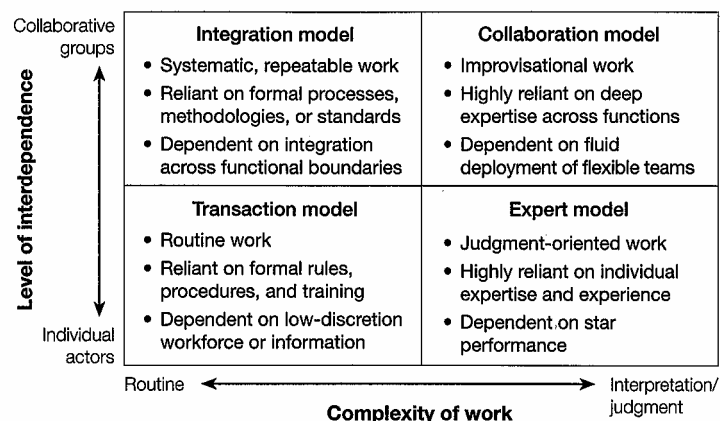 Collaborative
groups
Level of interdependence
Individual
actors
Integration model
• Systematic, repeatable work
• Reliant on formal processes,
methodologies, or standards
• Dependent on integration
across functional boundaries
Collaboration model
• Improvisational work
• Highly reliant on deep
expertise across functions
• Dependent on fluid
deployment of flexible teams
Transaction model
• Routine work
• Reliant on formal rules,
procedures, and training
• Dependent on low-discretion
workforce or information
Expert model
• Judgment-oriented work
• Highly reliant on individual
expertise and experience
• Dependent on star
performance
Routine
Interpretation/
judgment
Complexity of work